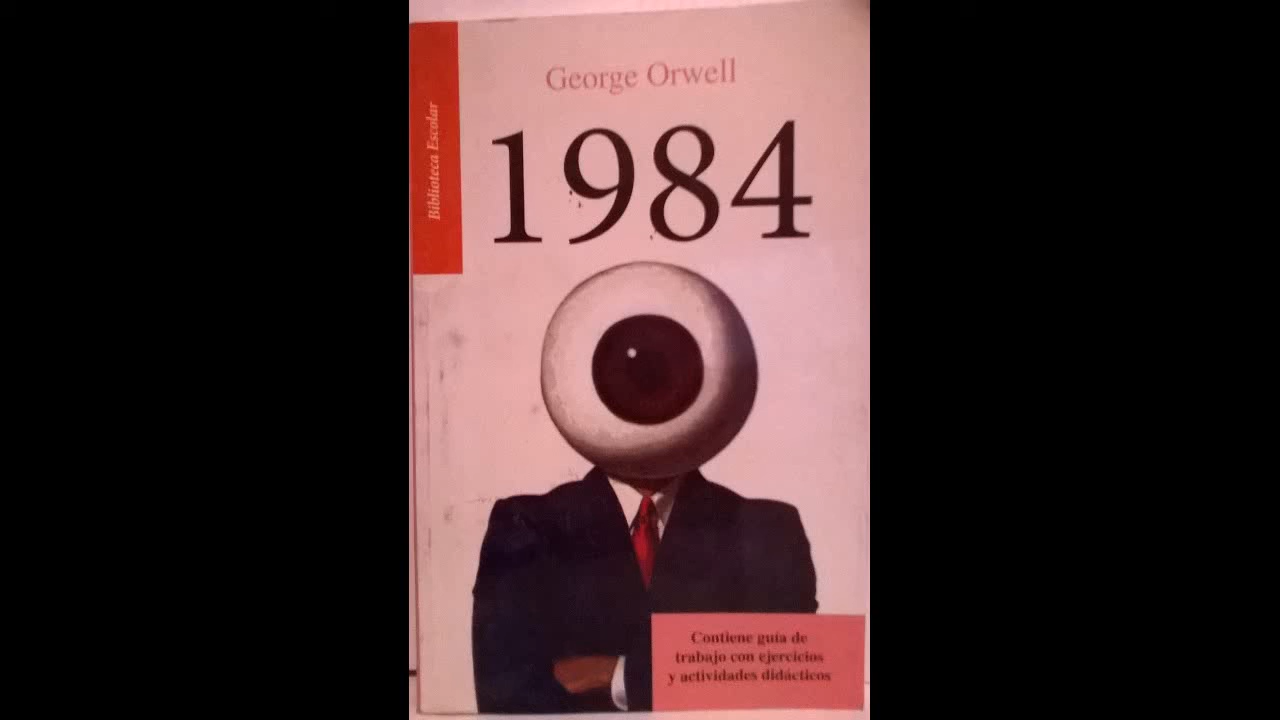 George Orwell
1984
Biblioteca Escolar
Contiene guía de
trabajo con ejercicios
y actividades didácticos